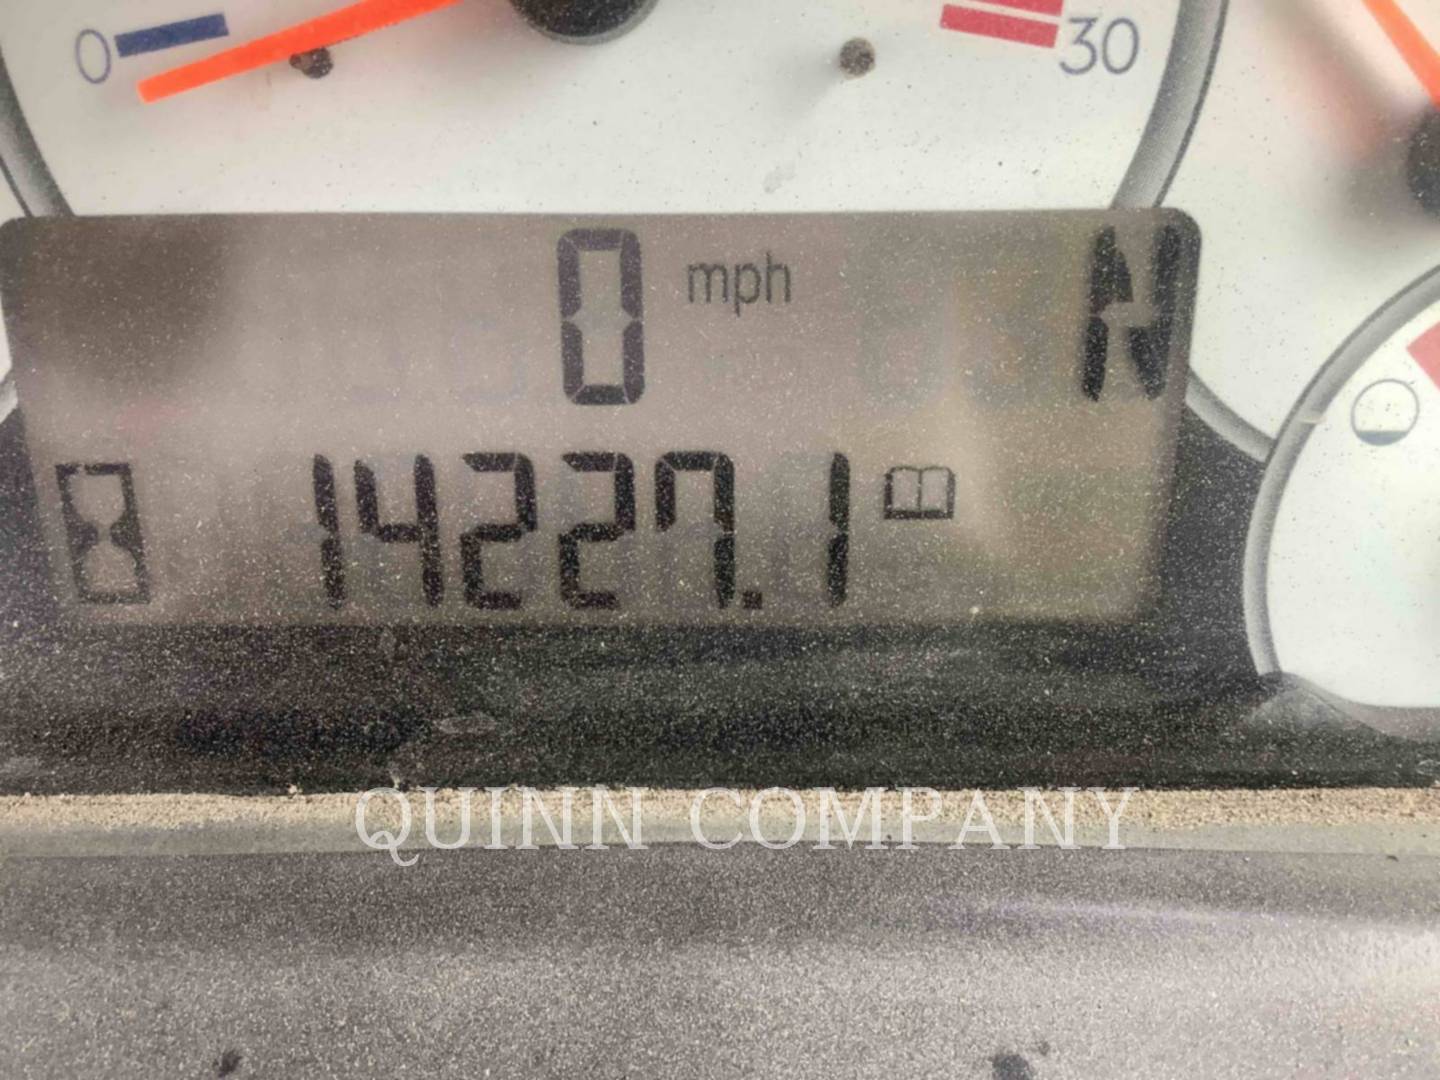 0 30
0 mph N
14227.1
QUINN COMPANY